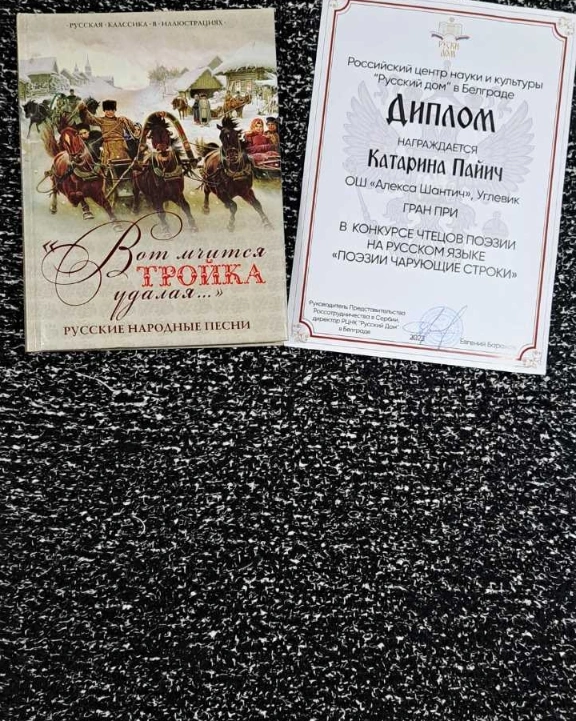 ·РУССКАЯ·КЛАССИКА·В·ИЛЛЮСТРАЦИЯХ·
"Вот мчится
ТРОЙКА
удалая..."
РУССКИЕ НАРОДНЫЕ ПЕСНИ
РУСКИ
ДОМ
Российский центр науки и культуры
"Русский дом" в Белграде
Диплом
НАГРАЖДАЕТСЯ
Катарина Пайич
ОШ «Алекса Шантич», Углевик
ГРАН ПРИ
В КОНКУРСЕ ЧТЕЦОВ ПОЭЗИИ
НА РУССКОМ ЯЗЫКЕ
«ПОЭЗИИ ЧАРУЮЩИЕ СТРОКИ»
Руководитель Представительства
Россотрудничества в Сербии,
директор РЦНК "Русский Дом"
в Белграде
Евгений